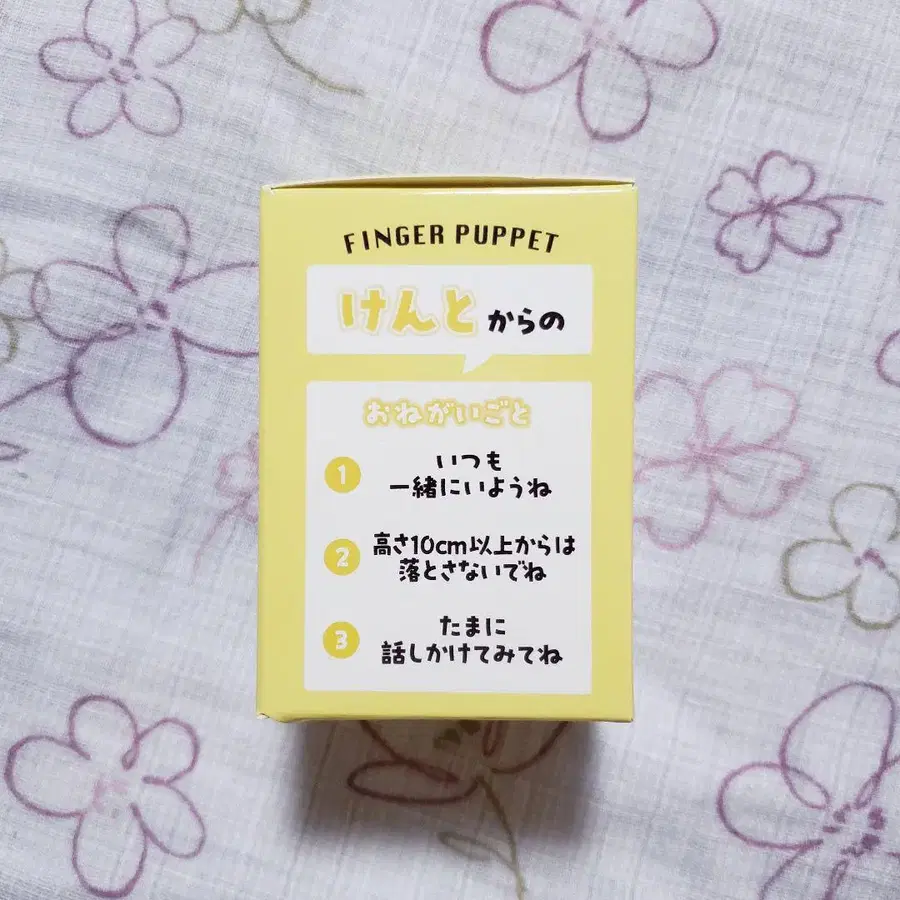 FINGER PUPPET
けんとからの
おねがいごと
1 いつも
一緒にいようね
2 高さ10cm以上からは
落とさないでね
3 たまに
話しかけてみてね